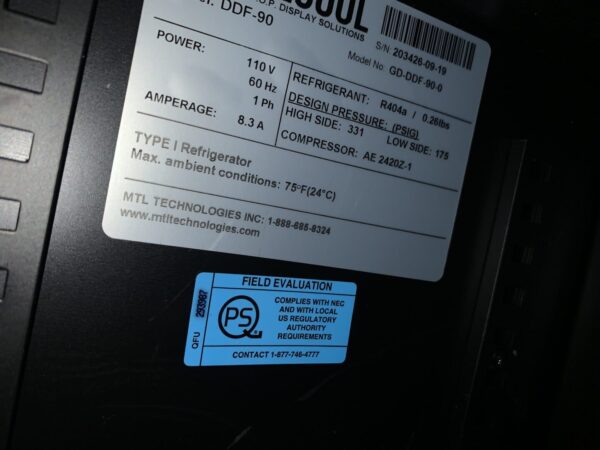 DDF-90
P. DISPLAY SOLUTIONS
S/N 203426-09-19
Model No: GD-DDF-90-0
POWER: 110 V
60 Hz
1 Ph
AMPERAGE: 8.3 A
REFRIGERANT: R404a / 0.26lbs
DESIGN PRESSURE: (PSIG)
HIGH SIDE: 331 LOW SIDE: 175
COMPRESSOR: AE 2420Z-1
TYPE I Refrigerator
Max. ambient conditions: 75°F(24°C)
MTL TECHNOLOGIES INC: 1-888-685-9324
www.mtltechnologies.com
FIELD EVALUATION
QFU 293967
PS
COMPLIES WITH NEC
AND WITH LOCAL
US REGULATORY
AUTHORITY
REQUIREMENTS
CONTACT 1-877-746-4777